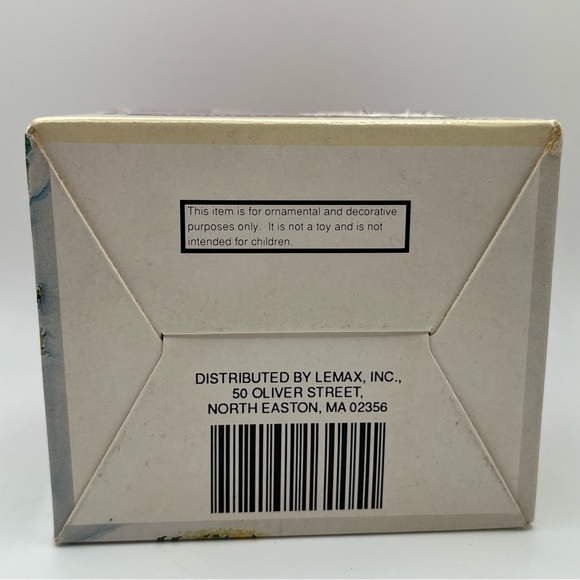 This item is for ornamental and decorative
purposes only. It is not a toy and is not
intended for children.
DISTRIBUTED BY LEMAX, INC.,
50 OLIVER STREET,
NORTH EASTON, MA 02356